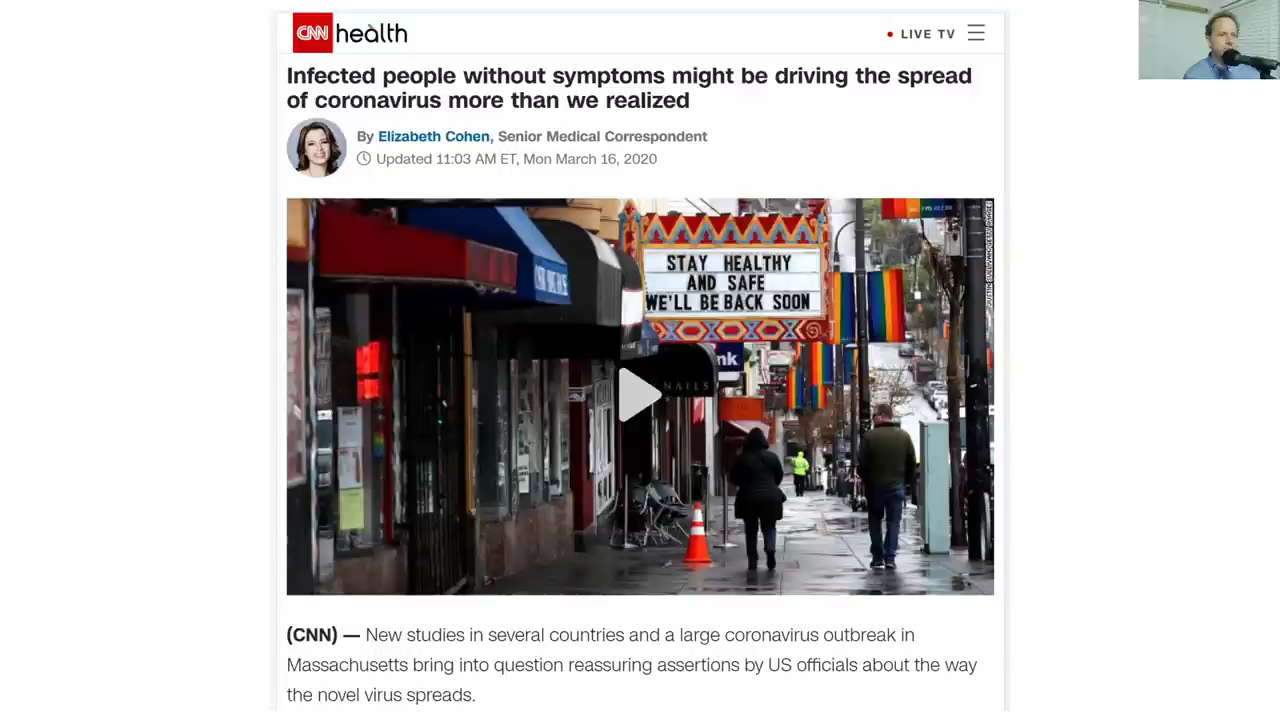 CNN health
LIVE TV
Infected people without symptoms might be driving the spread
of coronavirus more than we realized
By Elizabeth Cohen, Senior Medical Correspondent
Updated 11:03 AM ET, Mon March 16, 2020
STAY HEALTHY
AND SAFE
WE'LL BE BACK SOON
nk
NAILS
(CNN) — New studies in several countries and a large coronavirus outbreak in
Massachusetts bring into question reassuring assertions by US officials about the way
the novel virus spreads.